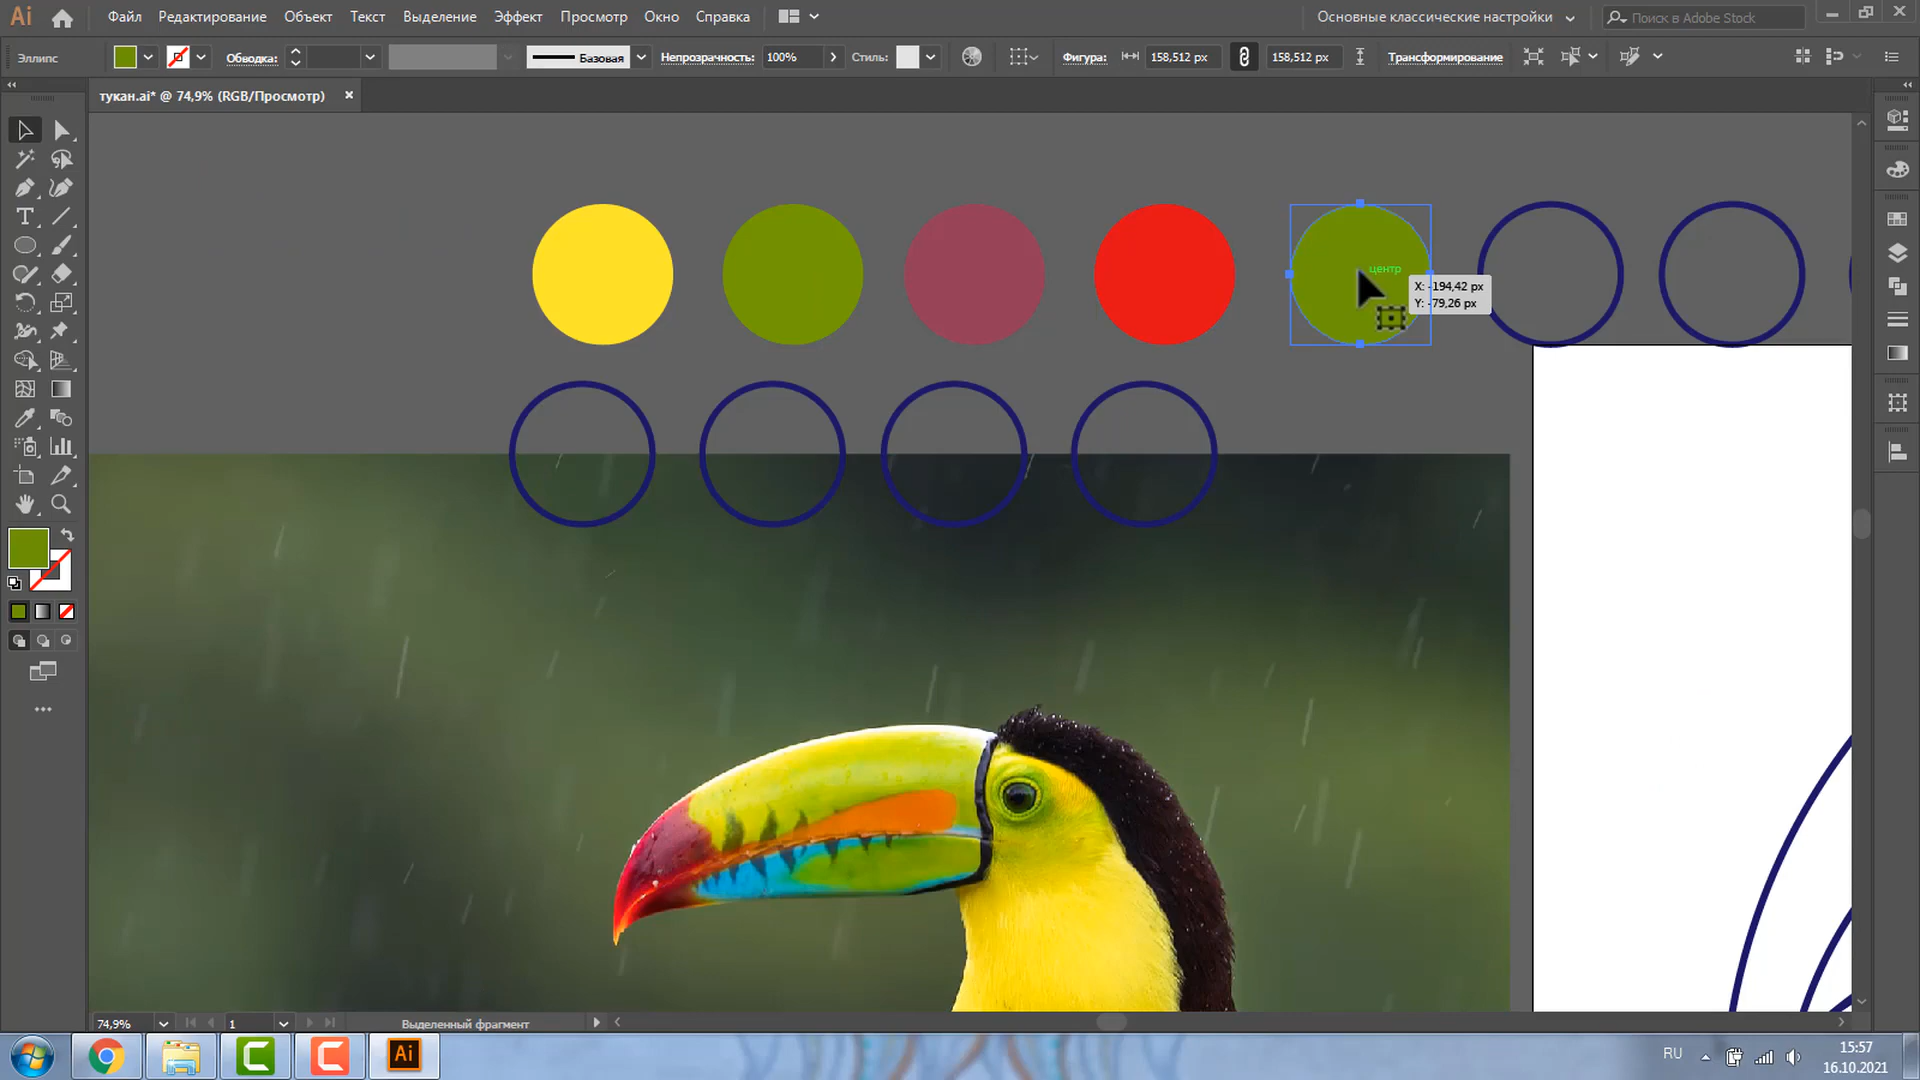 Ai Файл Редактирование Объект Текст Выделение Эффект Просмотр Окно Справка Основные классические настройки Поиск в Adobe Stock
Эллипс Обводка: Базовая Непрозрачность: 100% Стиль: Фигура: 158,512 px 158,512 px Трансформирование
тукан.ai* @ 74,9% (RGB/Просмотр)
центр
X: -194,42 px
Y: -79,26 px
74,9% 1 Выделенный фрагмент
Ai RU 15:57
16.10.2021